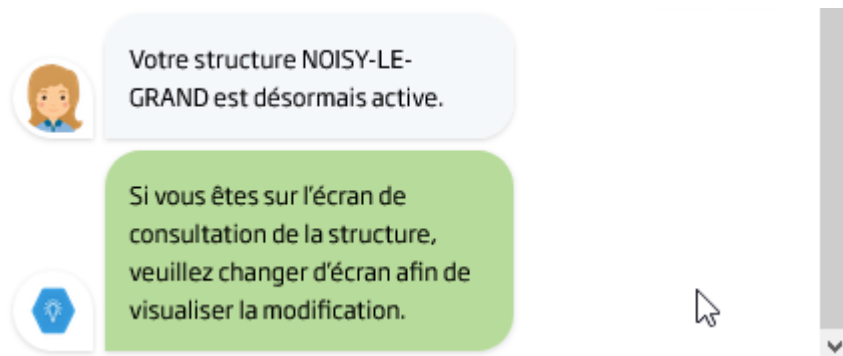 Votre structure NOISY-LE-
GRAND est désormais active.
Si vous êtes sur l'écran de
consultation de la structure,
veuillez changer d'écran afin de
visualiser la modification.